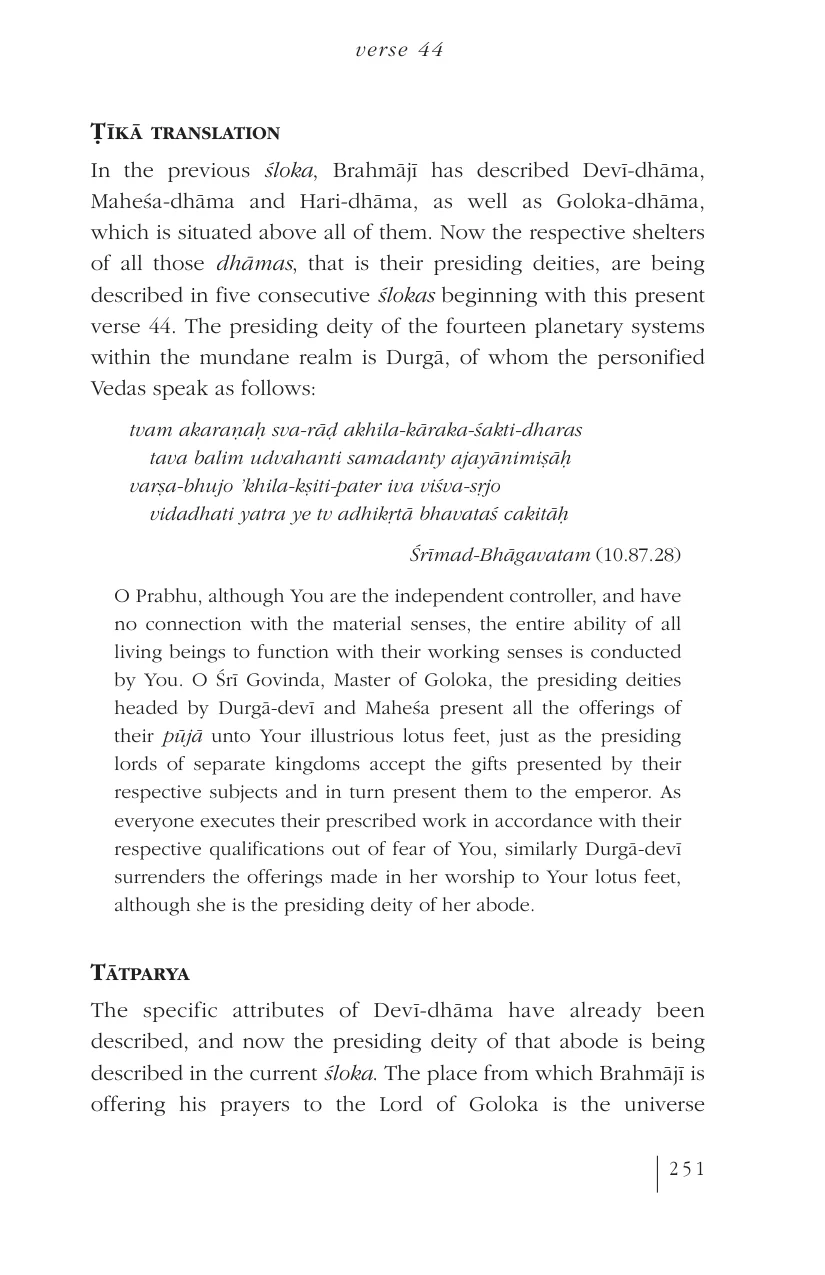 verse 44
Ṭīkā translation
In the previous śloka, Brahmājī has described Devī-dhāma,
Maheśa-dhāma and Hari-dhāma, as well as Goloka-dhāma,
which is situated above all of them. Now the respective shelters
of all those dhāmas, that is their presiding deities, are being
described in five consecutive ślokas beginning with this present
verse 44. The presiding deity of the fourteen planetary systems
within the mundane realm is Durgā, of whom the personified
Vedas speak as follows:
tvam akaraṇaḥ sva-rāḍ akhila-kāraka-śakti-dharas
tava balim udvahanti samadanty ajayānimiṣāḥ
varṣa-bhujo ’khila-kṣiti-pater iva viśva-sṛjo
vidadhati yatra ye tv adhikṛtā bhavataś cakitāḥ
Śrīmad-Bhāgavatam (10.87.28)
O Prabhu, although You are the independent controller, and have
no connection with the material senses, the entire ability of all
living beings to function with their working senses is conducted
by You. O Śrī Govinda, Master of Goloka, the presiding deities
headed by Durgā-devī and Maheśa present all the offerings of
their pūjā unto Your illustrious lotus feet, just as the presiding
lords of separate kingdoms accept the gifts presented by their
respective subjects and in turn present them to the emperor. As
everyone executes their prescribed work in accordance with their
respective qualifications out of fear of You, similarly Durgā-devī
surrenders the offerings made in her worship to Your lotus feet,
although she is the presiding deity of her abode.
Tātparya
The specific attributes of Devī-dhāma have already been
described, and now the presiding deity of that abode is being
described in the current śloka. The place from which Brahmājī is
offering his prayers to the Lord of Goloka is the universe
251